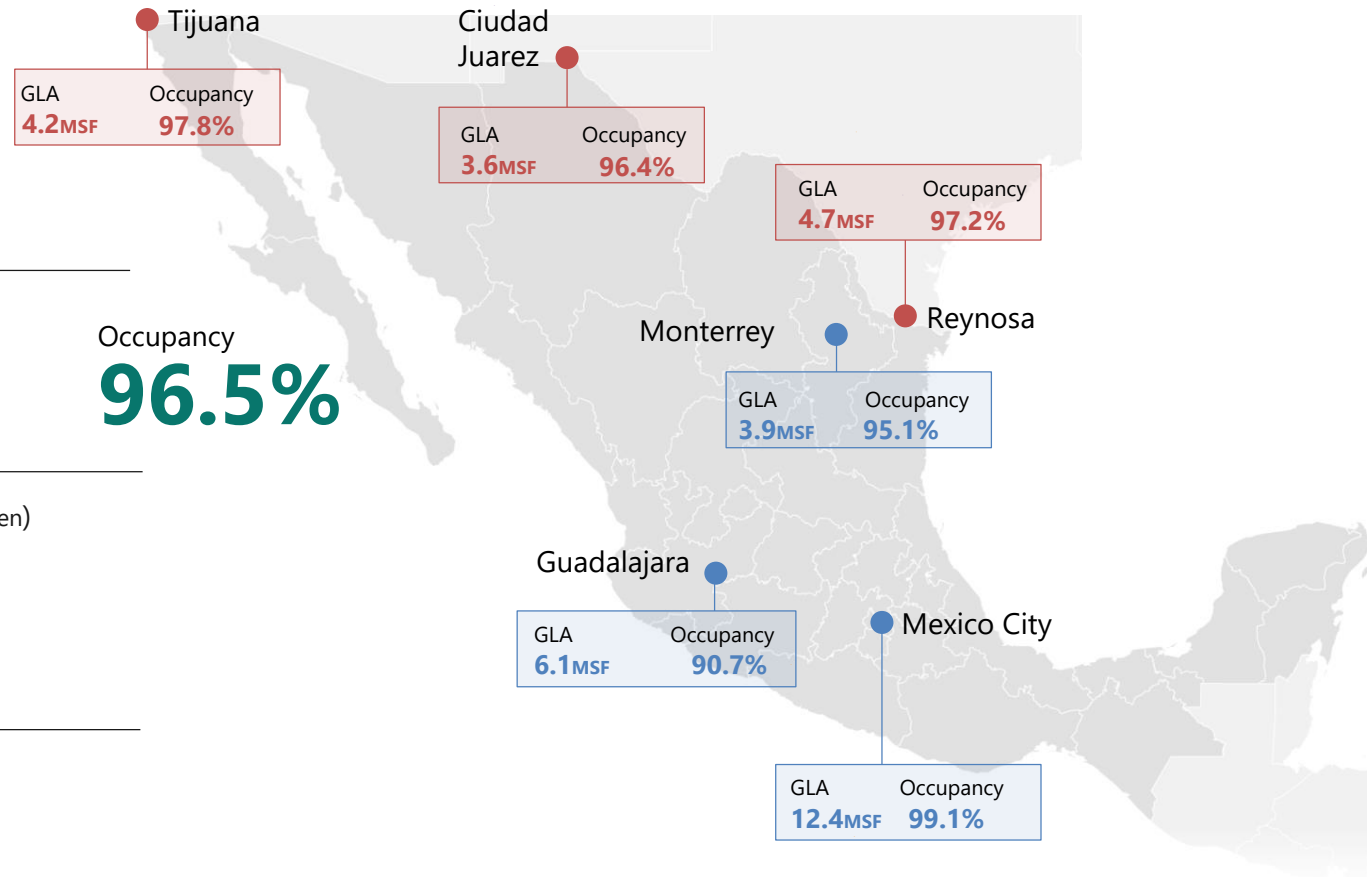 Tijuana
GLA Occupancy
4.2MSF 97.8%
Ciudad
Juarez
GLA Occupancy
3.6MSF 96.4%
GLA Occupancy
4.7MSF 97.2%
Reynosa
Occupancy
96.5%
Monterrey
GLA Occupancy
3.9MSF 95.1%
en)
Guadalajara
GLA Occupancy
6.1MSF 90.7%
Mexico City
GLA Occupancy
12.4MSF 99.1%